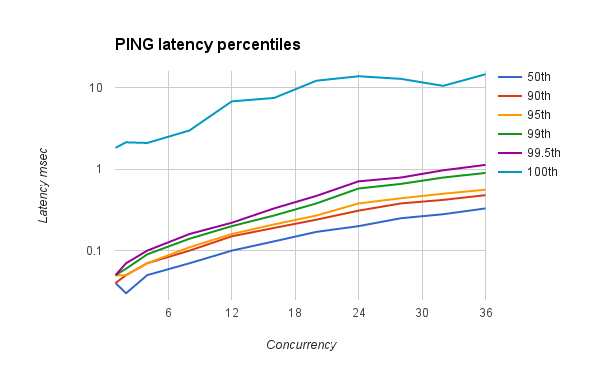 PING latency percentiles
10
1
0.1
Latency msec
6
12
18
24
30
36
Concurrency
50th
90th
95th
99th
99.5th
100th